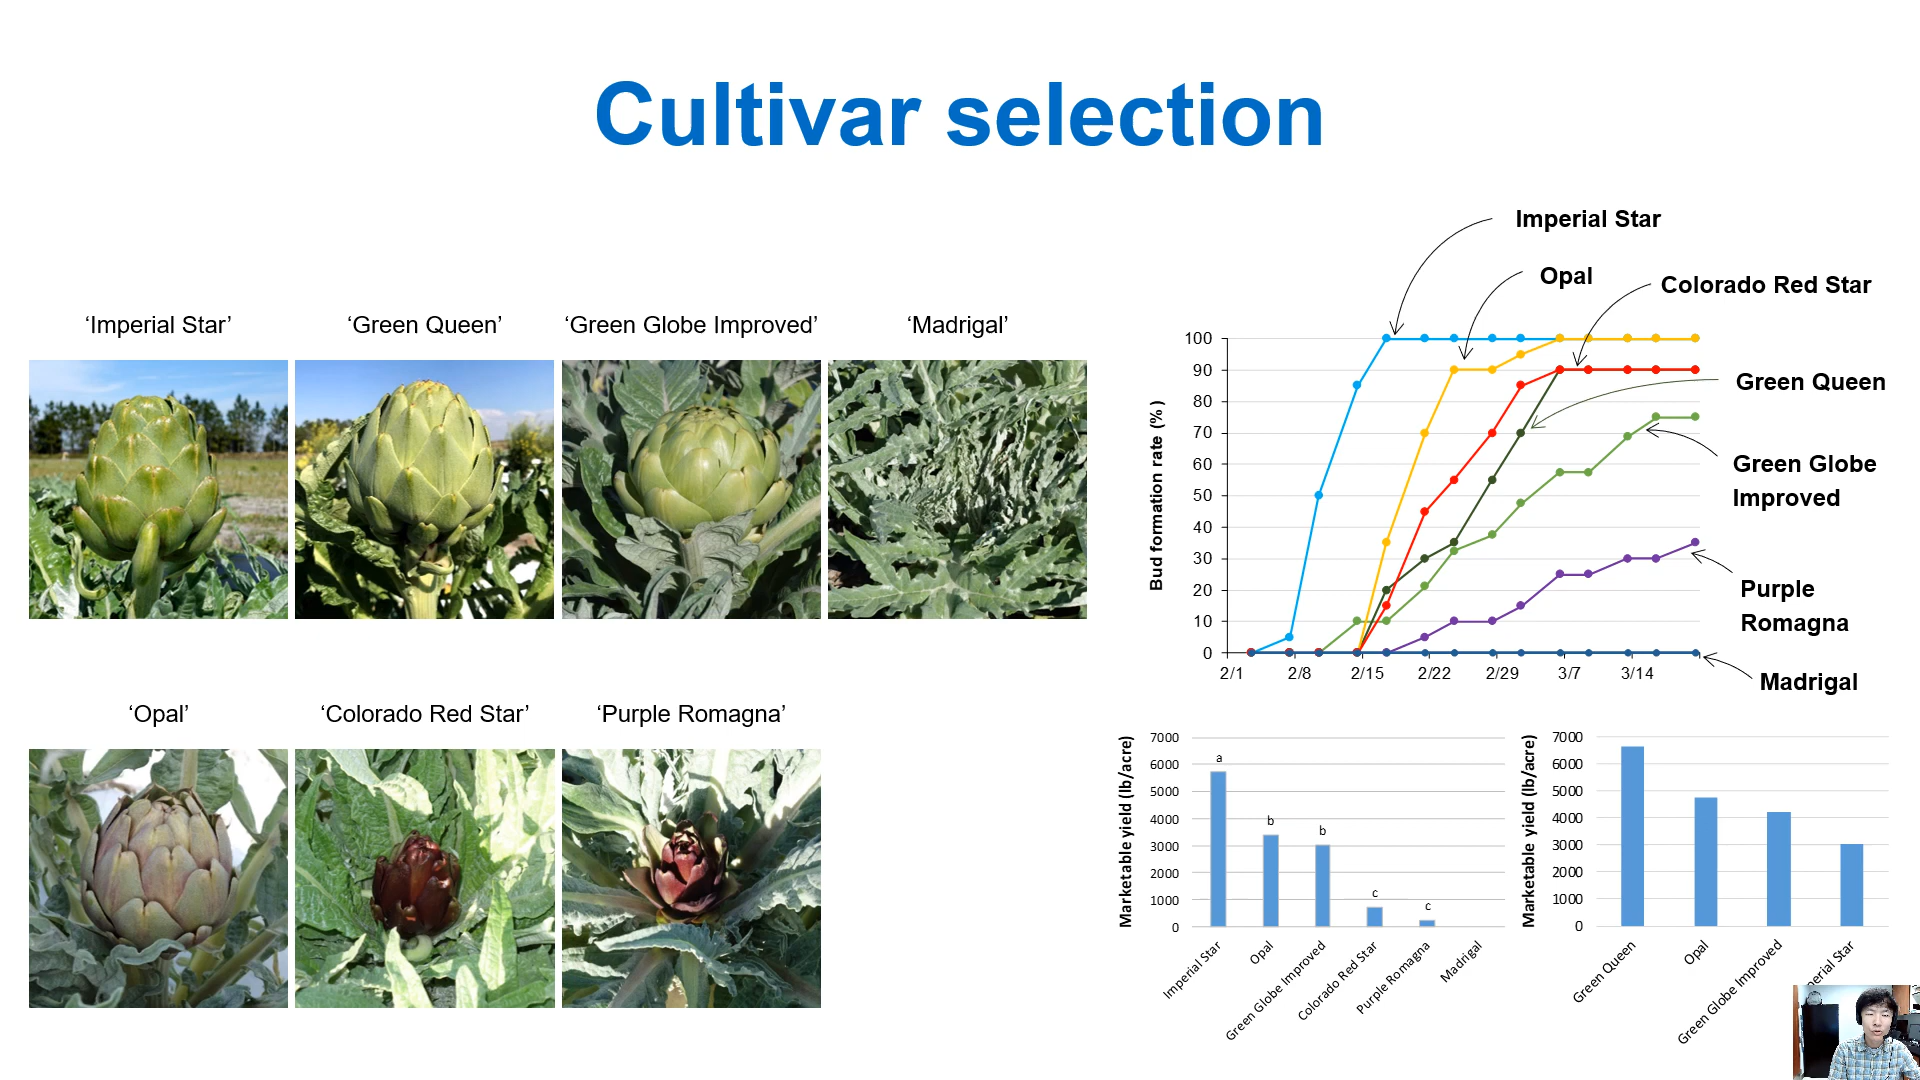 Cultivar selection
‘Imperial Star’
‘Green Queen’
‘Green Globe Improved’
‘Madrigal’
‘Opal’
‘Colorado Red Star’
‘Purple Romagna’
Imperial Star
Opal
Colorado Red Star
Green Queen
Green Globe
Improved
Purple
Romagna
Madrigal
Bud formation rate (%)
100
90
80
70
60
50
40
30
20
10
0
2/1
2/8
2/15
2/22
2/29
3/7
3/14
Marketable yield (lb/acre)
7000
6000
5000
4000
3000
2000
1000
0
a
b
b
c
c
Imperial Star
Opal
Green Globe Improved
Colorado Red Star
Purple Romagna
Madrigal
Marketable yield (lb/acre)
7000
6000
5000
4000
3000
2000
1000
0
Green Queen
Opal
Green Globe Improved
Star